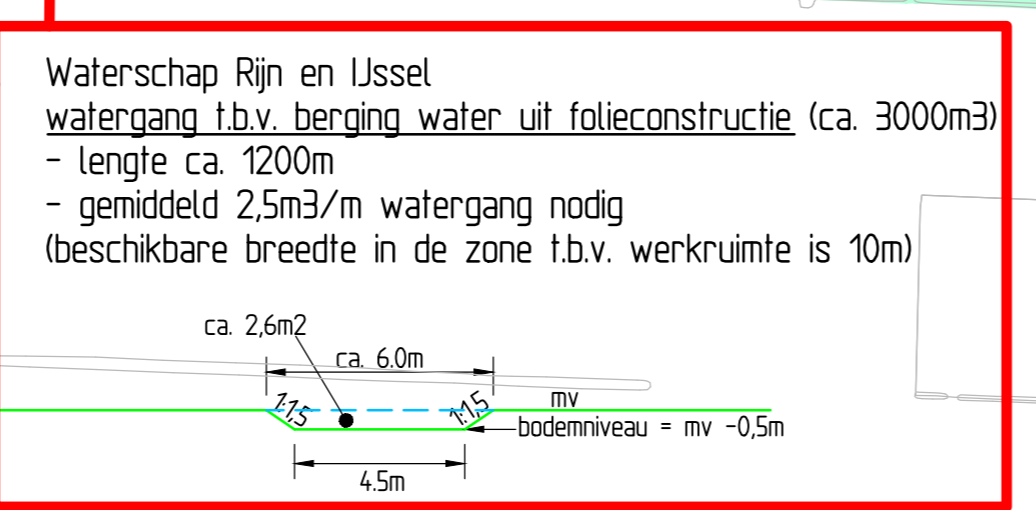 Waterschap Rijn en IJssel
watergang t.b.v. berging water uit folieconstructie (ca. 3000m3)
- lengte ca. 1200m
- gemiddeld 2,5m3/m watergang nodig
(beschikbare breedte in de zone t.b.v. werkruimte is 10m)
ca. 2,6m2
ca. 6.0m
1:1,5
1:1,5
mv
bodemniveau = mv -0,5m
4.5m